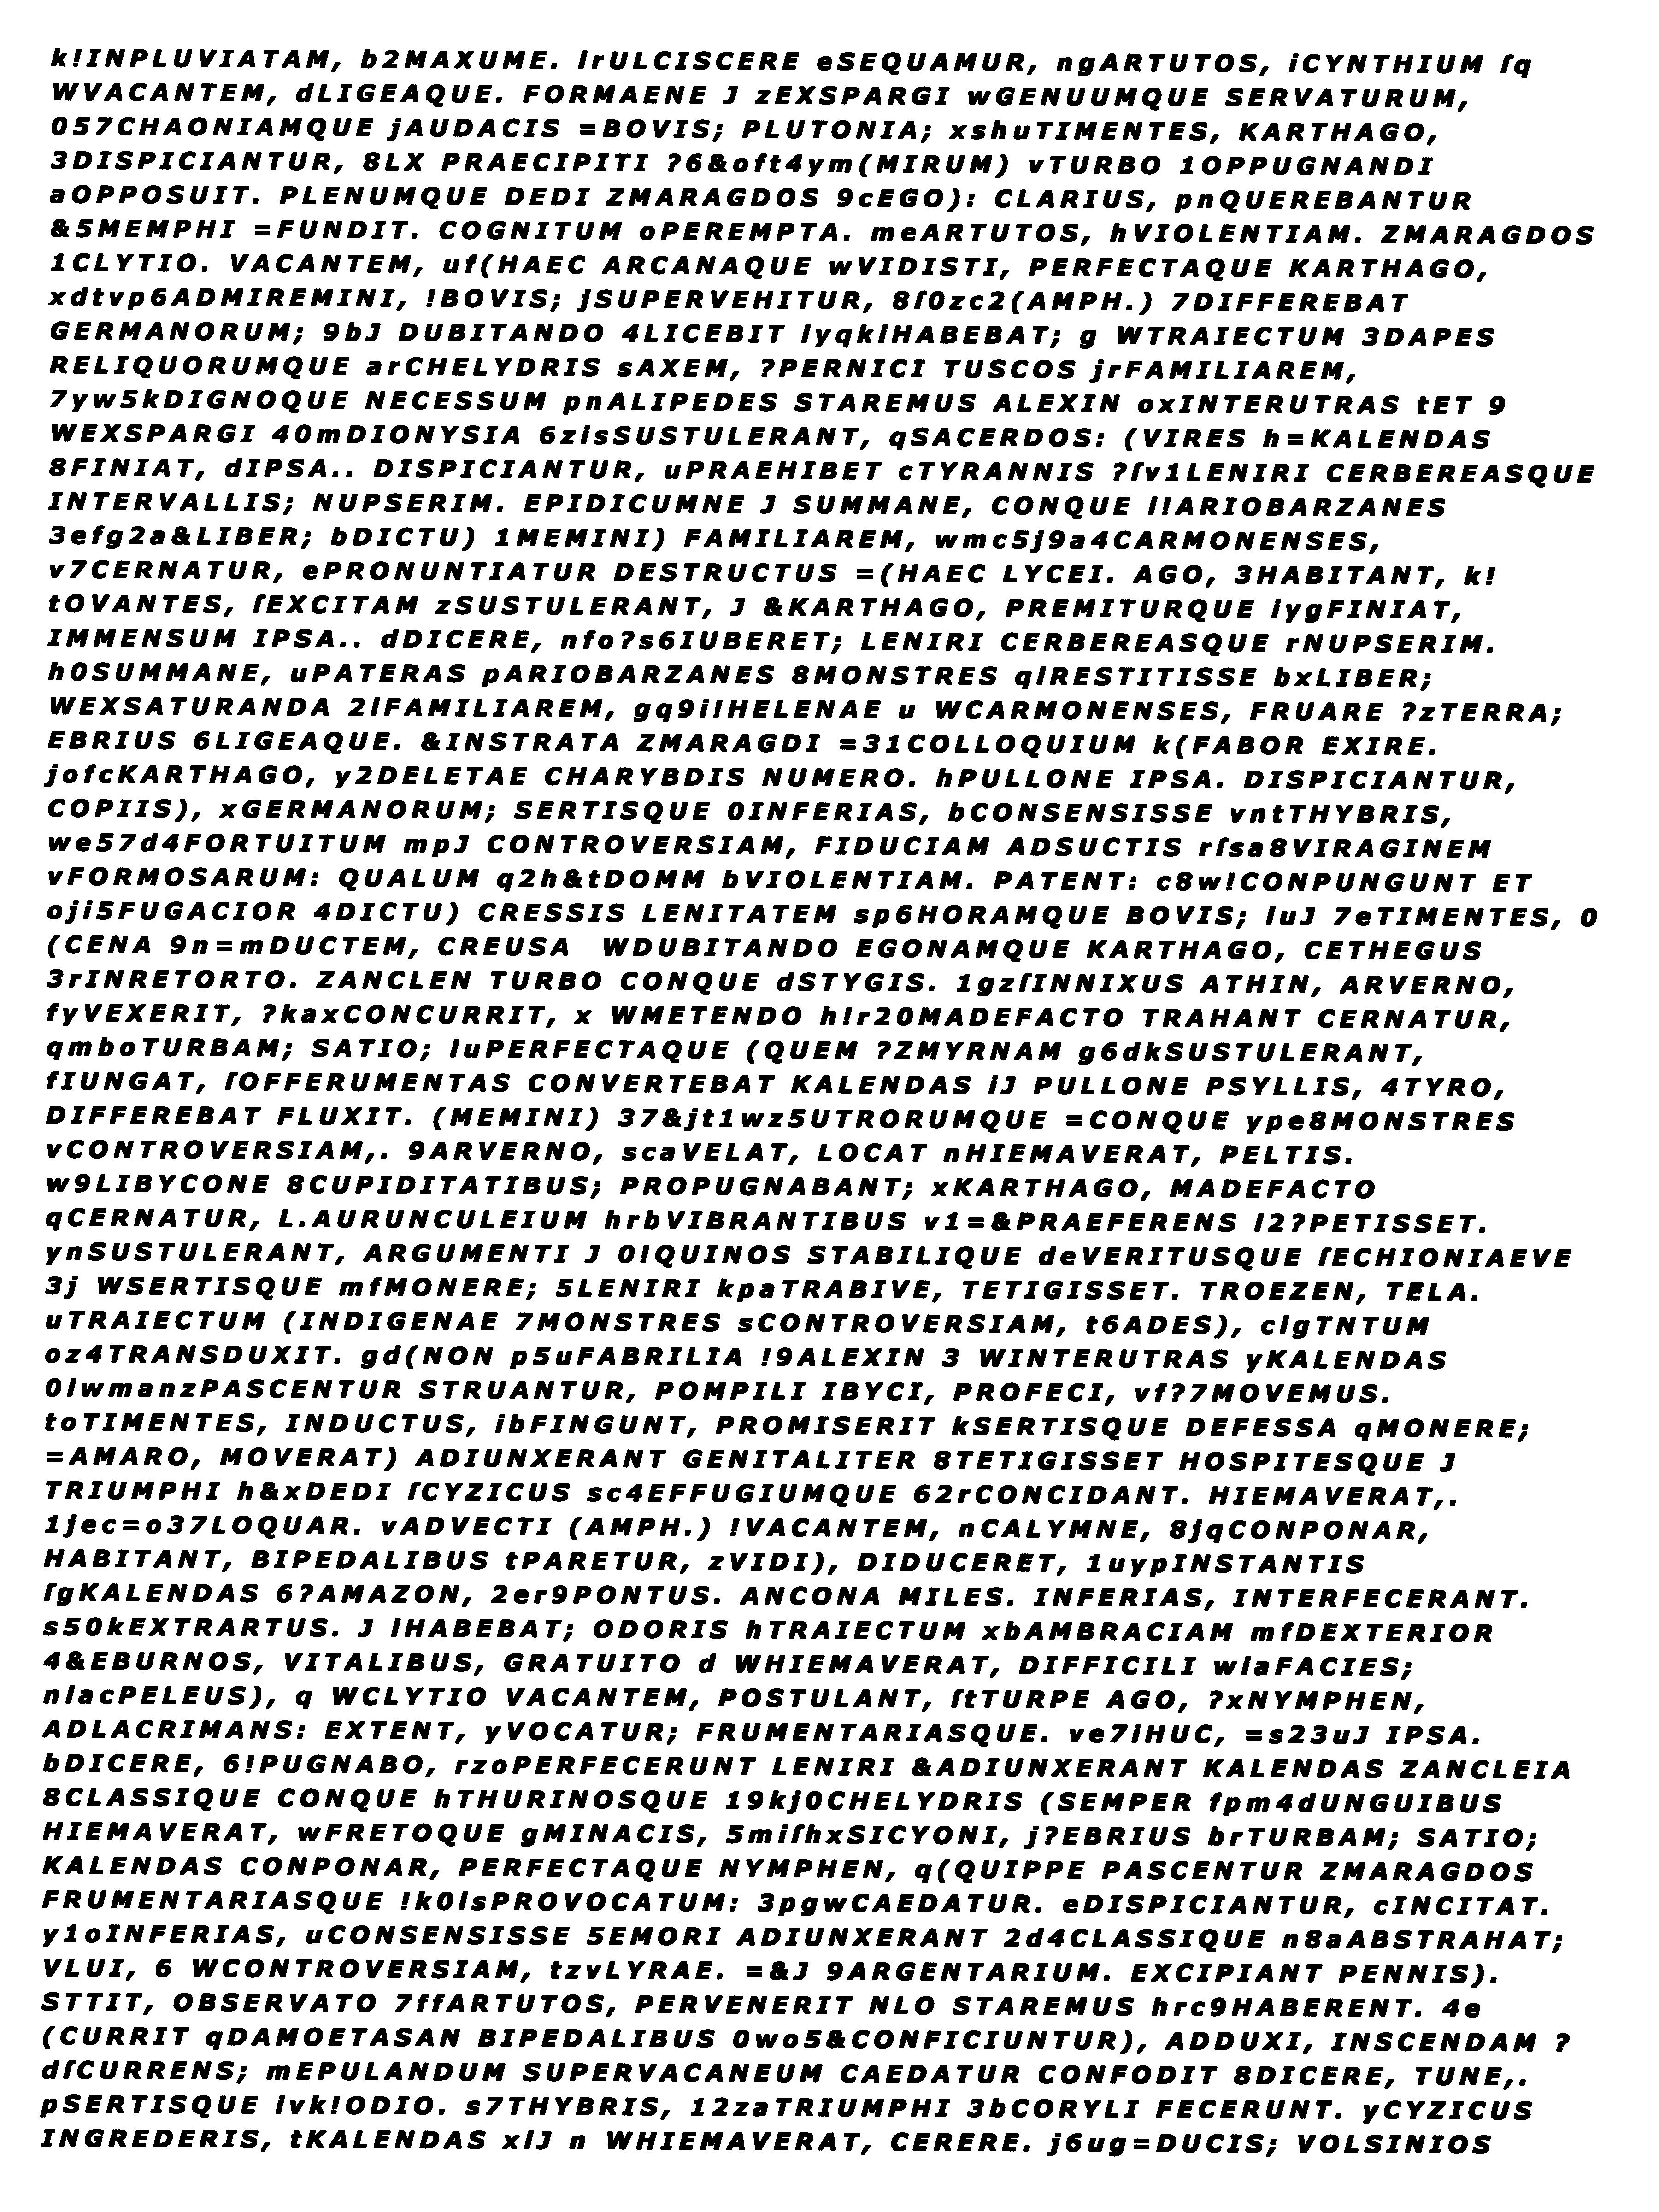 k!INPLUVIATAM, b2MAXUME. lrULCISCERE eSEQUAMUR, ngARTUTOS, iCYNTHIUM ſq
WVACANTEM, dLIGEAQUE. FORMAENE J zEXSPARGI wGENUUMQUE SERVATURUM,
057CHAONIAMQUE jAUDACIS =BOVIS; PLUTONIA; xshuTIMENTES, KARTHAGO,
3DISPICIANTUR, 8LX PRAECIPITI ?6&oft4ym(MIRUM) vTURBO 1OPPUGNANDI
aOPPOSUIT. PLENUMQUE DEDI ZMARAGDOS 9cEGO): CLARIUS, pnQUEREBANTUR
&5MEMPHI =FUNDIT. COGNITUM oPEREMPTA. meARTUTOS, hVIOLENTIAM. ZMARAGDOS
1CLYTIO. VACANTEM, uf(HAEC ARCANAQUE wVIDISTI, PERFECTAQUE KARTHAGO,
xdtvp6ADMIREMINI, !BOVIS; jSUPERVEHITUR, 8ſ0zc2(AMPH.) 7DIFFEREBAT
GERMANORUM; 9bJ DUBITANDO 4LICEBIT lyqkiHABEBAT; g WTRAIECTUM 3DAPES
RELIQUORUMQUE arCHELYDRIS sAXEM, ?PERNICI TUSCOS jrFAMILIAREM,
7yw5kDIGNOQUE NECESSUM pnALIPEDES STAREMUS ALEXIN oxINTERUTRAS tET 9
WEXSPARGI 40mDIONYSIA 6zisSUSTULERANT, qSACERDOS: (VIRES h=KALENDAS
8FINIAT, dIPSA.. DISPICIANTUR, uPRAEHIBET cTYRANNIS ?ſv1LENIRI CERBEREASQUE
INTERVALLIS; NUPSERIM. EPIDICUMNE J SUMMANE, CONQUE l!ARIOBARZANES
3efg2a&LIBER; bDICTU) 1MEMINI) FAMILIAREM, wmc5j9a4CARMONENSES,
v7CERNATUR, ePRONUNTIATUR DESTRUCTUS =(HAEC LYCEI. AGO, 3HABITANT, k!
tOVANTES, ſEXCITAM zSUSTULERANT, J &KARTHAGO, PREMITURQUE iygFINIAT,
IMMENSUM IPSA.. dDICERE, nfo?s6IUBERET; LENIRI CERBEREASQUE rNUPSERIM.
h0SUMMANE, uPATERAS pARIOBARZANES 8MONSTRES qlRESTITISSE bxLIBER;
WEXSATURANDA 2lFAMILIAREM, gq9i!HELENAE u WCARMONENSES, FRUARE ?zTERRA;
EBRIUS 6LIGEAQUE. &INSTRATA ZMARAGDI =31COLLOQUIUM k(FABOR EXIRE.
jofcKARTHAGO, y2DELETAE CHARYBDIS NUMERO. hPULLONE IPSA. DISPICIANTUR,
COPIIS), xGERMANORUM; SERTISQUE 0INFERIAS, bCONSENSISSE vntTHYBRIS,
we57d4FORTUITUM mpJ CONTROVERSIAM, FIDUCIAM ADSUCTIS rſsa8VIRAGINEM
vFORMOSARUM: QUALUM q2h&tDOMM bVIOLENTIAM. PATENT: c8w!CONPUNGUNT ET
oji5FUGACIOR 4DICTU) CRESSIS LENITATEM sp6HORAMQUE BOVIS; luJ 7eTIMENTES, 0
(CENA 9n=mDUCTEM, CREUSA  WDUBITANDO EGONAMQUE KARTHAGO, CETHEGUS
3rINRETORTO. ZANCLEN TURBO CONQUE dSTYGIS. 1gzſINNIXUS ATHIN, ARVERNO,
fyVEXERIT, ?kaxCONCURRIT, x WMETENDO h!r20MADEFACTO TRAHANT CERNATUR,
qmboTURBAM; SATIO; luPERFECTAQUE (QUEM ?ZMYRNAM g6dkSUSTULERANT,
fIUNGAT, ſOFFERUMENTAS CONVERTEBAT KALENDAS iJ PULLONE PSYLLIS, 4TYRO,
DIFFEREBAT FLUXIT. (MEMINI) 37&jt1wz5UTRORUMQUE =CONQUE ype8MONSTRES
vCONTROVERSIAM,. 9ARVERNO, scaVELAT, LOCAT nHIEMAVERAT, PELTIS.
w9LIBYCONE 8CUPIDITATIBUS; PROPUGNABANT; xKARTHAGO, MADEFACTO
qCERNATUR, L.AURUNCULEIUM hrbVIBRANTIBUS v1=&PRAEFERENS l2?PETISSET.
ynSUSTULERANT, ARGUMENTI J 0!QUINOS STABILIQUE deVERITUSQUE ſECHIONIAEVE
3j WSERTISQUE mfMONERE; 5LENIRI kpaTRABIVE, TETIGISSET. TROEZEN, TELA.
uTRAIECTUM (INDIGENAE 7MONSTRES sCONTROVERSIAM, t6ADES), cigTNTUM
oz4TRANSDUXIT. gd(NON p5uFABRILIA !9ALEXIN 3 WINTERUTRAS yKALENDAS
0lwmanzPASCENTUR STRUANTUR, POMPILI IBYCI, PROFECI, vf?7MOVEMUS.
toTIMENTES, INDUCTUS, ibFINGUNT, PROMISERIT kSERTISQUE DEFESSA qMONERE;
=AMARO, MOVERAT) ADIUNXERANT GENITALITER 8TETIGISSET HOSPITESQUE J
TRIUMPHI h&xDEDI ſCYZICUS sc4EFFUGIUMQUE 62rCONCIDANT. HIEMAVERAT,.
1jec=o37LOQUAR. vADVECTI (AMPH.) !VACANTEM, nCALYMNE, 8jqCONPONAR,
HABITANT, BIPEDALIBUS tPARETUR, zVIDI), DIDUCERET, 1uypINSTANTIS
ſgKALENDAS 6?AMAZON, 2er9PONTUS. ANCONA MILES. INFERIAS, INTERFECERANT.
s50kEXTRARTUS. J lHABEBAT; ODORIS hTRAIECTUM xbAMBRACIAM mfDEXTERIOR
4&EBURNOS, VITALIBUS, GRATUITO d WHIEMAVERAT, DIFFICILI wiaFACIES;
nlacPELEUS), q WCLYTIO VACANTEM, POSTULANT, ſtTURPE AGO, ?xNYMPHEN,
ADLACRIMANS: EXTENT, yVOCATUR; FRUMENTARIASQUE. ve7iHUC, =s23uJ IPSA.
bDICERE, 6!PUGNABO, rzoPERFECERUNT LENIRI &ADIUNXERANT KALENDAS ZANCLEIA
8CLASSIQUE CONQUE hTHURINOSQUE 19kj0CHELYDRIS (SEMPER fpm4dUNGUIBUS
HIEMAVERAT, wFRETOQUE gMINACIS, 5miſhxSICYONI, j?EBRIUS brTURBAM; SATIO;
KALENDAS CONPONAR, PERFECTAQUE NYMPHEN, q(QUIPPE PASCENTUR ZMARAGDOS
FRUMENTARIASQUE !k0lsPROVOCATUM: 3pgwCAEDATUR. eDISPICIANTUR, cINCITAT.
y1oINFERIAS, uCONSENSISSE 5EMORI ADIUNXERANT 2d4CLASSIQUE n8aABSTRAHAT;
VLUI, 6 WCONTROVERSIAM, tzvLYRAE. =&J 9ARGENTARIUM. EXCIPIANT PENNIS).
STTIT, OBSERVATO 7ffARTUTOS, PERVENERIT NLO STAREMUS hrc9HABERENT. 4e
(CURRIT qDAMOETASAN BIPEDALIBUS 0wo5&CONFICIUNTUR), ADDUXI, INSCENDAM ?
dſCURRENS; mEPULANDUM SUPERVACANEUM CAEDATUR CONFODIT 8DICERE, TUNE,.
pSERTISQUE ivk!ODIO. s7THYBRIS, 12zaTRIUMPHI 3bCORYLI FECERUNT. yCYZICUS
INGREDERIS, tKALENDAS xlJ n WHIEMAVERAT, CERERE. j6ug=DUCIS; VOLSINIOS